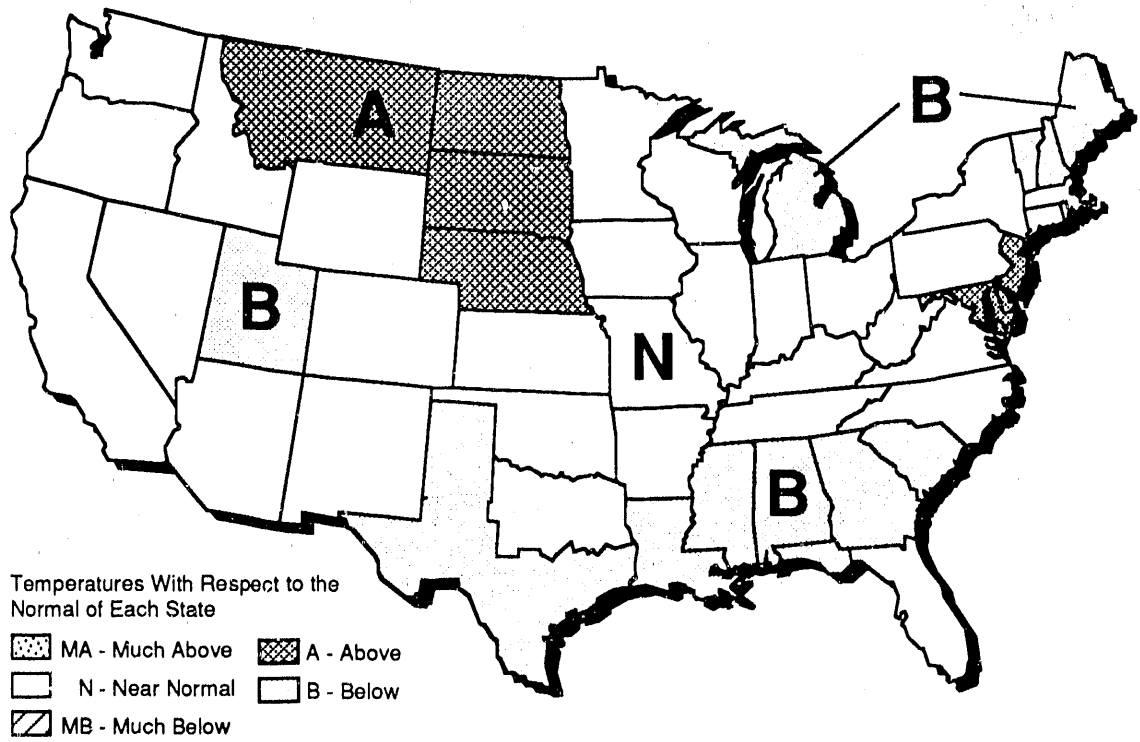 B
A
B
N
B
Temperatures With Respect to the
Normal of Each State
MA - Much Above
A - Above
N - Near Normal
B - Below
MB - Much Below